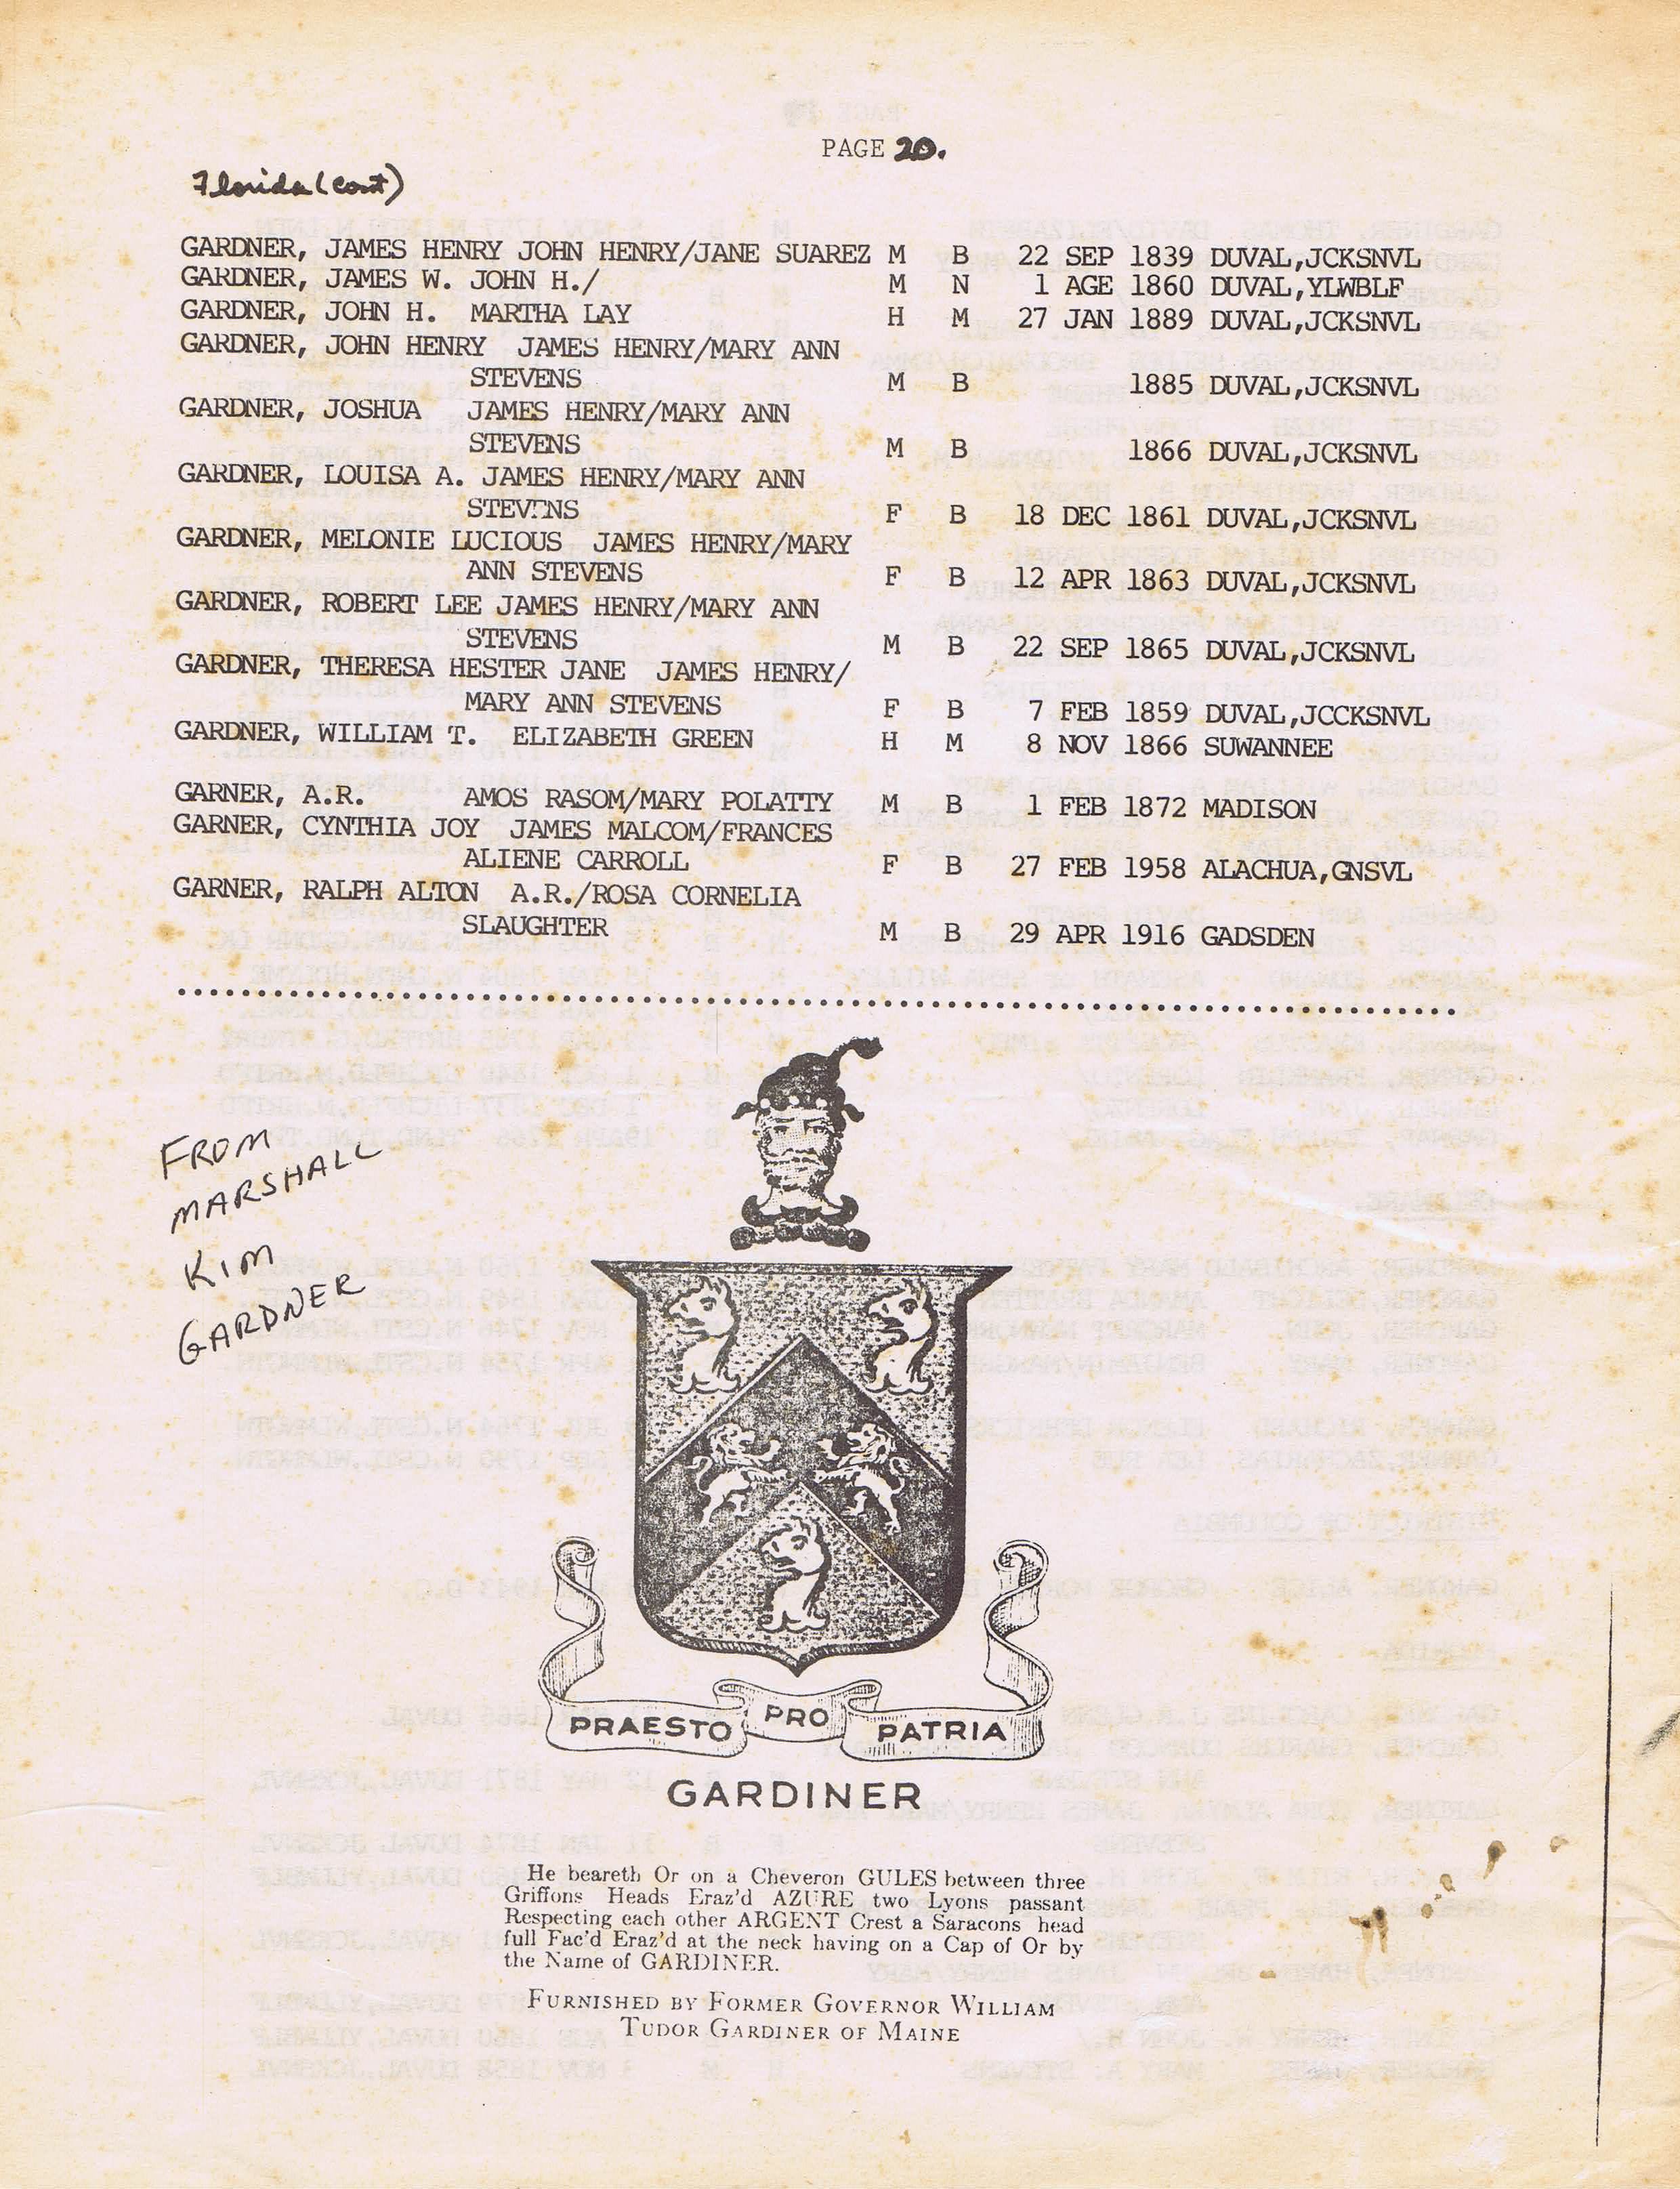 PAGE 20.
Florida (cont)
GARDNER, JAMES HENRY JOHN HENRY/JANE SUAREZ M B 22 SEP 1839 DUVAL,JCKSNVL
GARDNER, JAMES W. JOHN H./ M N 1 AGE 1860 DUVAL,YLWBLF
GARDNER, JOHN H. MARTHA LAY H M 27 JAN 1889 DUVAL,JCKSNVL
GARDNER, JOHN HENRY JAMES HENRY/MARY ANN
STEVENS M B 1885 DUVAL,JCKSNVL
GARDNER, JOSHUA JAMES HENRY/MARY ANN
STEVENS M B 1866 DUVAL,JCKSNVL
GARDNER, LOUISA A. JAMES HENRY/MARY ANN
STEVENS F B 18 DEC 1861 DUVAL,JCKSNVL
GARDNER, MELONIE LUCIOUS JAMES HENRY/MARY
ANN STEVENS F B 12 APR 1863 DUVAL,JCKSNVL
GARDNER, ROBERT LEE JAMES HENRY/MARY ANN
STEVENS M B 22 SEP 1865 DUVAL,JCKSNVL
GARDNER, THERESA HESTER JANE JAMES HENRY/
MARY ANN STEVENS F B 7 FEB 1859 DUVAL,JCCKSNVL
GARDNER, WILLIAM T. ELIZABETH GREEN H M 8 NOV 1866 SUWANNEE
GARNER, A.R. AMOS RASOM/MARY POLATTY M B 1 FEB 1872 MADISON
GARNER, CYNTHIA JOY JAMES MALCOM/FRANCES
ALIENE CARROLL F B 27 FEB 1958 ALACHUA,GNSVL
GARNER, RALPH ALTON A.R./ROSA CORNELIA
SLAUGHTER M B 29 APR 1916 GADSDEN
FROM
MARSHALL
KIM
GARDNER
PRAESTO PRO PATRIA
GARDINER
He beareth Or on a Cheveron GULES between three
Griffons Heads Eraz'd AZURE two Lyons passant
Respecting each other ARGENT Crest a Saracons head
full Fac'd Eraz'd at the neck having on a Cap of Or by
the Name of GARDINER.
FURNISHED BY FORMER GOVERNOR WILLIAM
TUDOR GARDINER OF MAINE